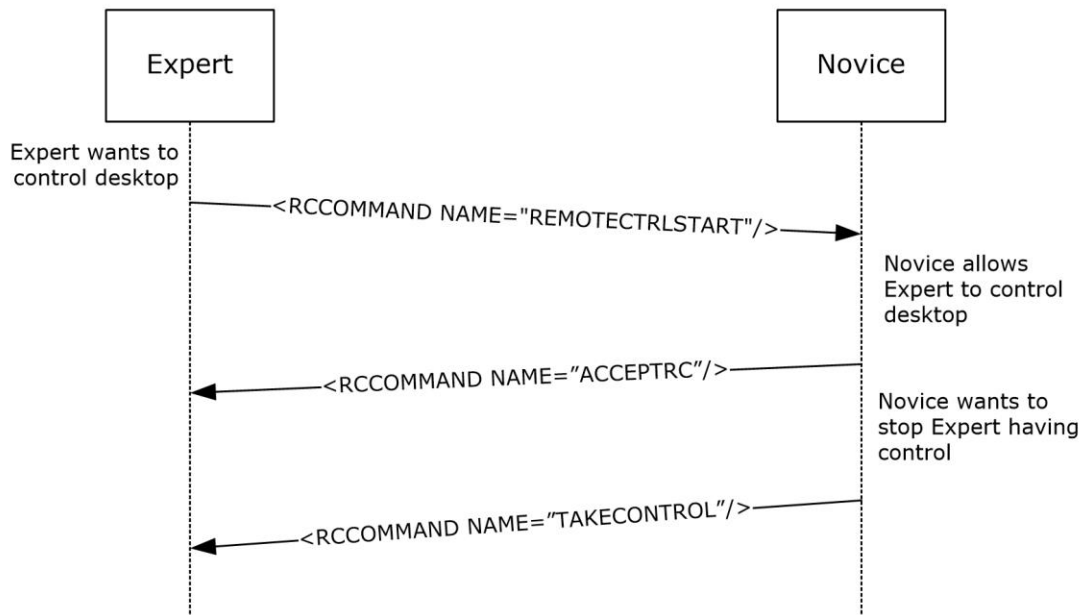 Expert
Novice
Expert wants to
control desktop
<RCCOMMAND NAME="REMOTECTRLSTART"/>
Novice allows
Expert to control
desktop
<RCCOMMAND NAME=”ACCEPTRC”/>
Novice wants to
stop Expert having
control
<RCCOMMAND NAME=”TAKECONTROL”/>